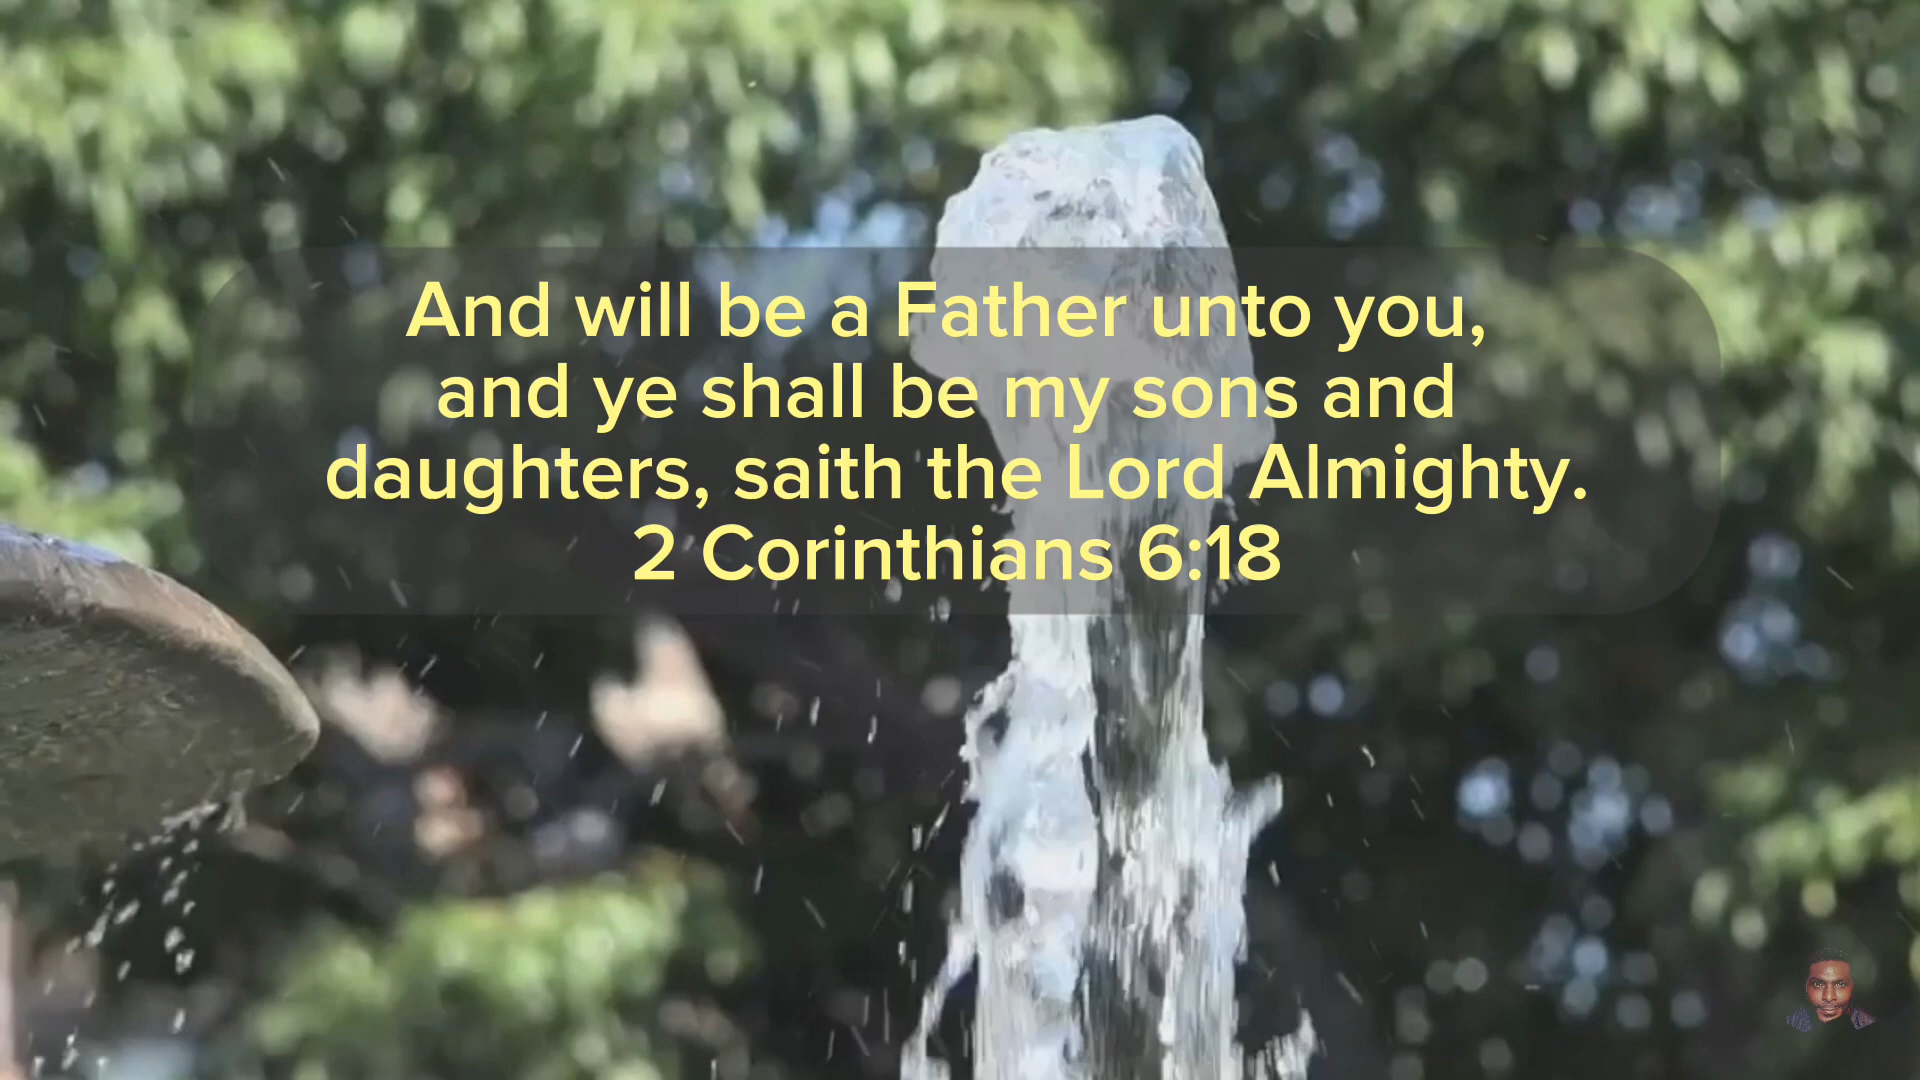 And will be a Father unto you,
and ye shall be my sons and
daughters, saith the Lord Almighty.
2 Corinthians 6:18